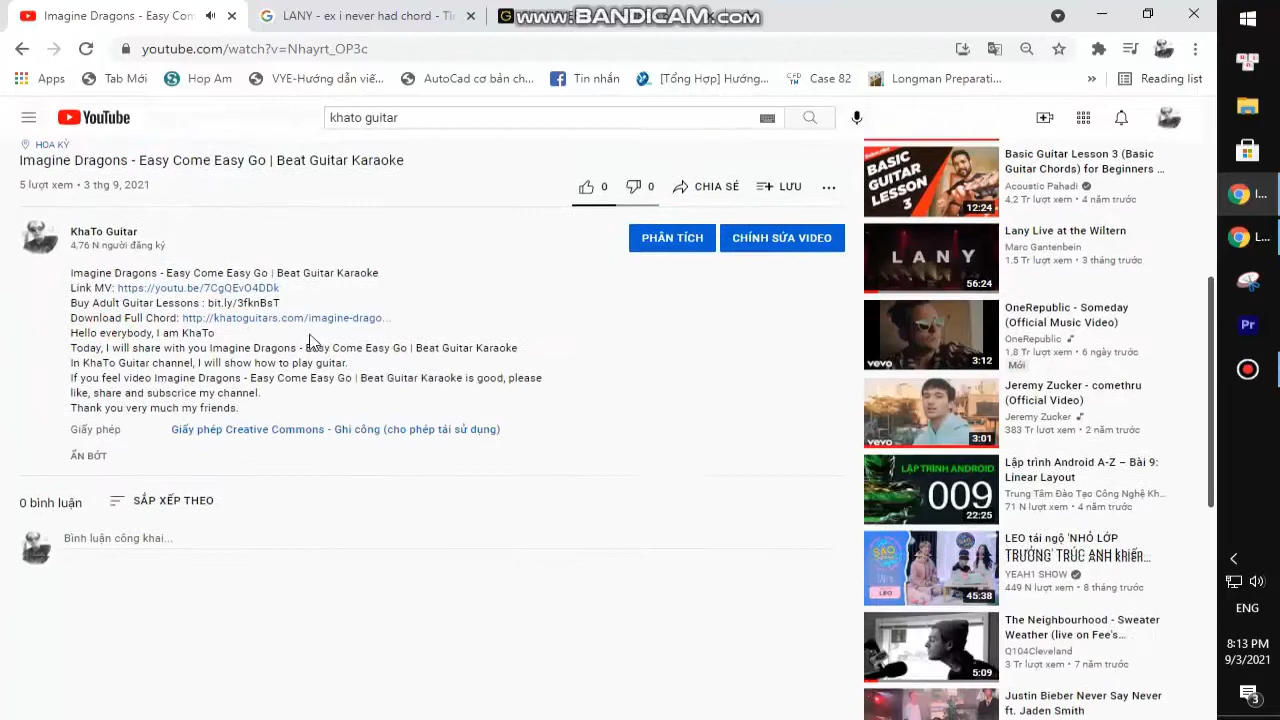 Imagine Dragons - Easy Com
LANY - ex i never had chord - T
www.BANDICAM.com
youtube.com/watch?v=Nhayrt_OP3c
Apps
Tab Mới
Hop Am
VYE-Hướng dẫn viế...
AutoCad cơ bản ch...
Tin nhắn
[Tổng Hợp] Hướng...
Case 82
Longman Preparati...
»
Reading list
YouTube
khato guitar
HOA KỲ
Imagine Dragons - Easy Come Easy Go | Beat Guitar Karaoke
5 lượt xem • 3 thg 9, 2021
0
0
CHIA SẺ
LƯU
KhaTo Guitar
4,76 N người đăng ký
PHÂN TÍCH
CHỈNH SỬA VIDEO
Imagine Dragons - Easy Come Easy Go | Beat Guitar Karaoke
Link MV: https://youtu.be/7CgQEvO4DDk
Buy Adult Guitar Lessons : bit.ly/3fknBsT
Download Full Chord: http://khatoguitars.com/imagine-drago...
Hello everybody, I am KhaTo
Today, I will share with you Imagine Dragons - Easy Come Easy Go | Beat Guitar Karaoke
In KhaTo Guitar channel, I will show how to play guitar.
If you feel video Imagine Dragons - Easy Come Easy Go | Beat Guitar Karaoke is good, please
like, share and subscrice my channel.
Thank you very much my friends.
Giấy phép
Giấy phép Creative Commons - Ghi công (cho phép tái sử dụng)
ẨN BỚT
0 bình luận
SẮP XẾP THEO
Bình luận công khai...
BASIC
GUITAR
LESSON
3
12:24
Basic Guitar Lesson 3 (Basic
Guitar Chords) for Beginners ...
Acoustic Pahadi
4.2 Tr lượt xem • 4 năm trước
LANY
56:24
Lany Live at the Wiltern
Marc Gantenbein
1.5 Tr lượt xem • 3 tháng trước
vevo
3:12
OneRepublic - Someday
(Official Music Video)
OneRepublic
1,8 Tr lượt xem • 6 ngày trước
Mới
vevo
3:01
Jeremy Zucker - comethru
(Official Video)
Jeremy Zucker
383 Tr lượt xem • 2 năm trước
LẬP TRÌNH ANDROID
009
22:25
Lập trình Android A-Z – Bài 9:
Linear Layout
Trung Tâm Đào Tạo Công Nghệ Kh...
71 N lượt xem • 4 năm trước
SAO
LEO
45:38
LEO tái ngộ 'NHỎ LỚP
TRƯỞNG' TRÚC ANH khiến...
YEAH1 SHOW
449 N lượt xem • 8 tháng trước
5:09
The Neighbourhood - Sweater
Weather (live on Fee's...
Q104Cleveland
3 Tr lượt xem • 7 năm trước
Justin Bieber Never Say Never
ft. Jaden Smith
I...
L...
Pr
ENG
8:13 PM
9/3/2021
3